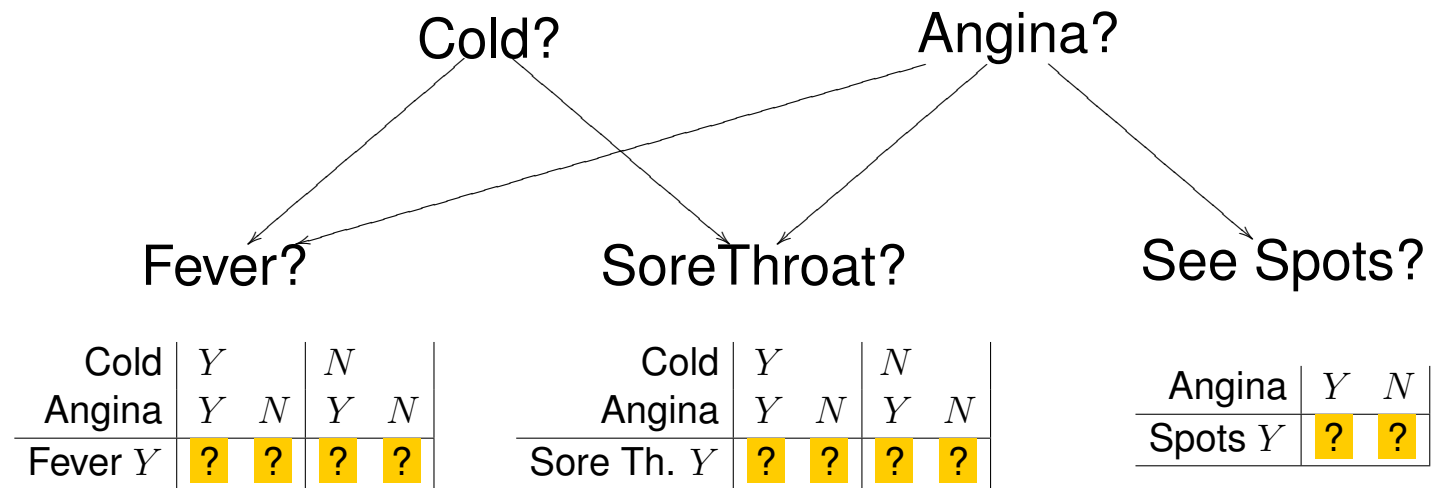 Cold? Angina?
Fever? SoreThroat? See Spots?
Cold Y N
Angina Y N Y N
Fever Y ? ? ? ?
Cold Y N
Angina Y N Y N
Sore Th. Y ? ? ? ?
Angina Y N
Spots Y ? ?